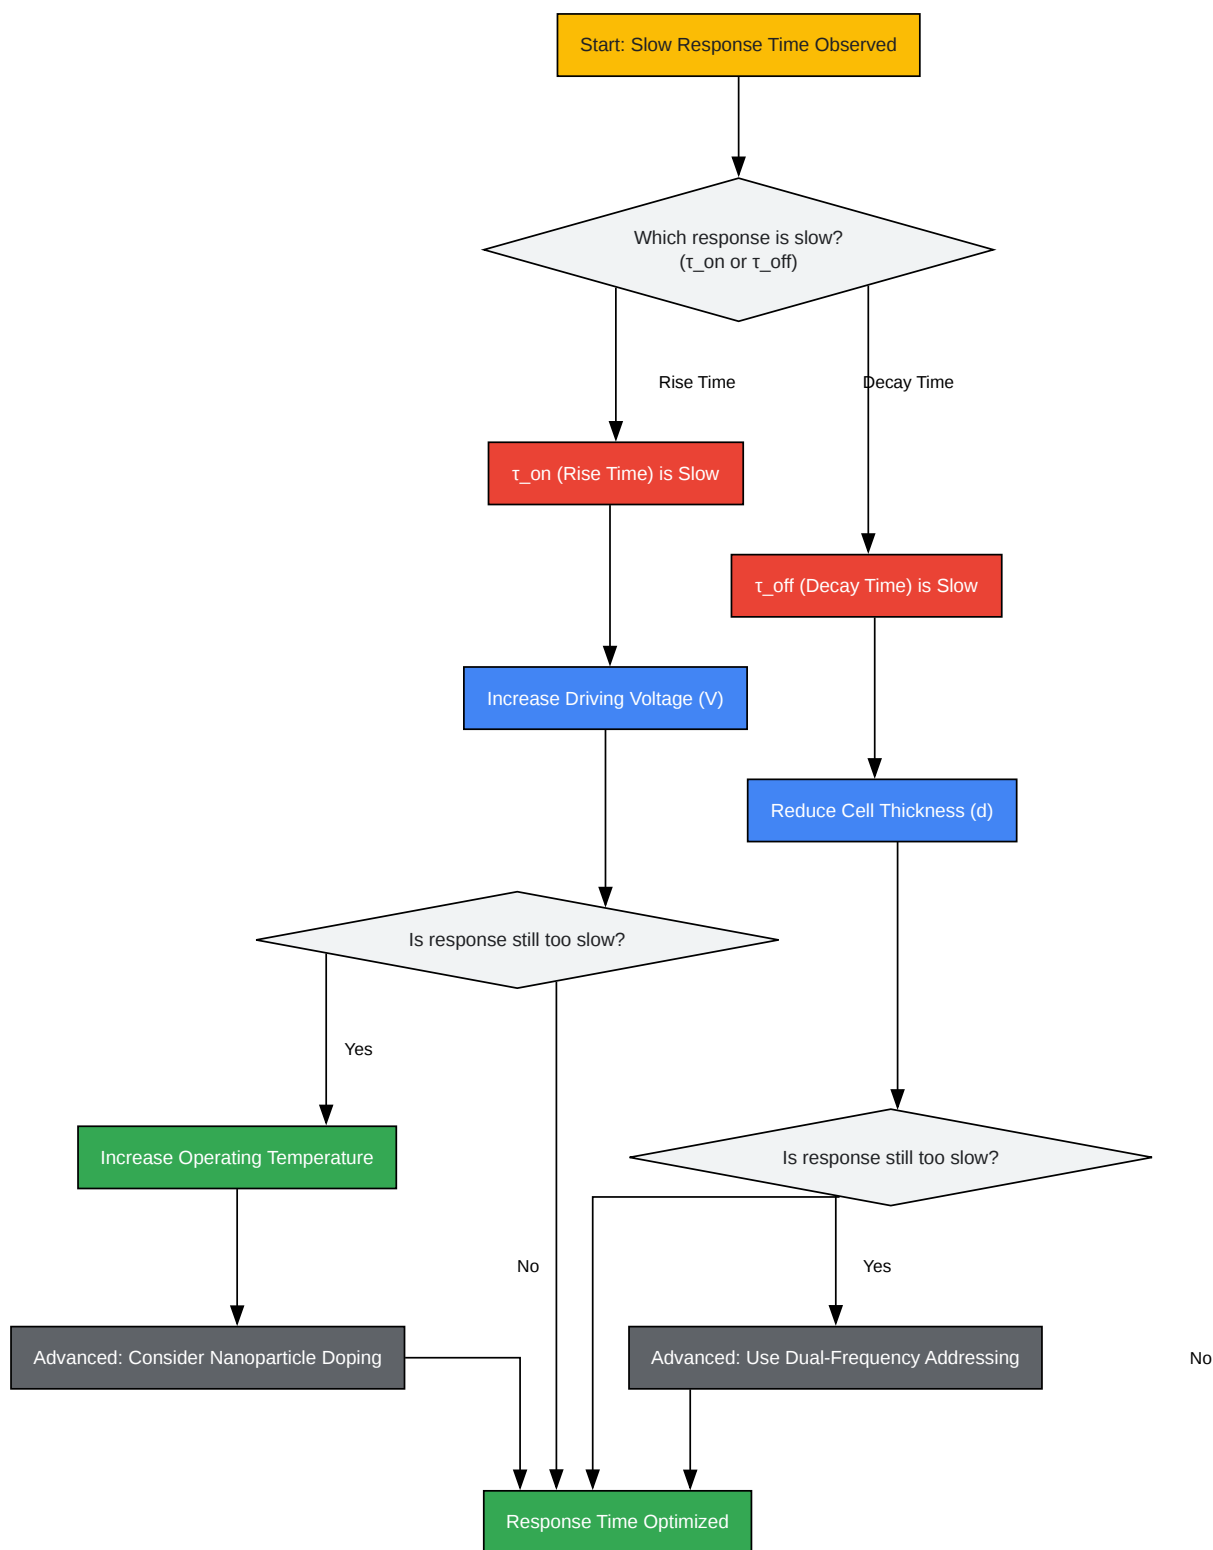 Start: Slow Response Time Observed
Which response is slow?
(τ_on or τ_off)
Rise Time
Decay Time
τ_on (Rise Time) is Slow
τ_off (Decay Time) is Slow
Increase Driving Voltage (V)
Reduce Cell Thickness (d)
Is response still too slow?
Yes
Increase Operating Temperature
Is response still too slow?
No
Yes
Advanced: Consider Nanoparticle Doping
Advanced: Use Dual-Frequency Addressing
No
Response Time Optimized